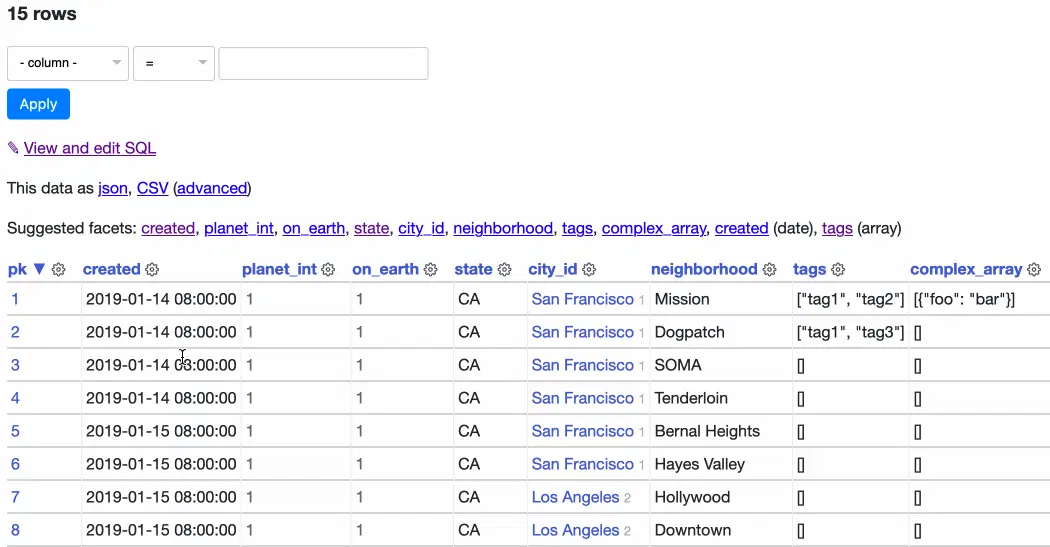 15 rows
- column - =
Apply
✎ View and edit SQL
This data as json, CSV (advanced)
Suggested facets: created, planet_int, on_earth, state, city_id, neighborhood, tags, complex_array, created (date), tags (array)
pk ▼ created planet_int on_earth state city_id neighborhood tags complex_array
1 2019-01-14 08:00:00 1 1 CA San Francisco 1 Mission ["tag1", "tag2"] [{"foo": "bar"}]
2 2019-01-14 08:00:00 1 1 CA San Francisco 1 Dogpatch ["tag1", "tag3"] []
3 2019-01-14 08:00:00 1 1 CA San Francisco 1 SOMA [] []
4 2019-01-14 08:00:00 1 1 CA San Francisco 1 Tenderloin [] []
5 2019-01-15 08:00:00 1 1 CA San Francisco 1 Bernal Heights [] []
6 2019-01-15 08:00:00 1 1 CA San Francisco 1 Hayes Valley [] []
7 2019-01-15 08:00:00 1 1 CA Los Angeles 2 Hollywood [] []
8 2019-01-15 08:00:00 1 1 CA Los Angeles 2 Downtown [] []